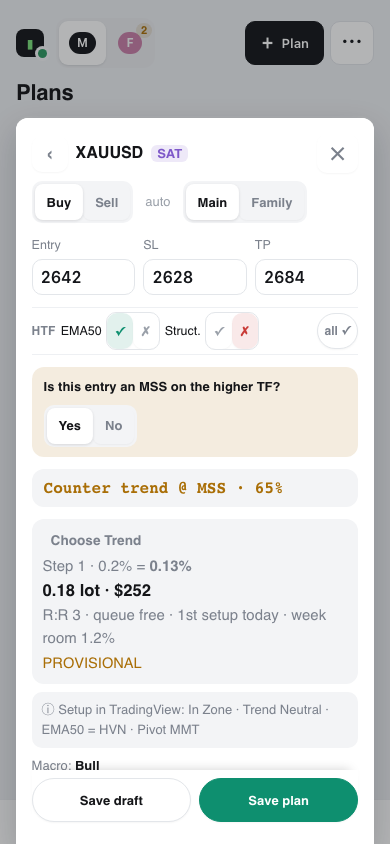 M F 2 + Plan ···
Plans
‹ XAUUSD SAT ✕
Buy Sell auto Main Family
Entry SL TP
2642 2628 2684
HTF EMA50 ✓ ✗ Struct. ✓ ✗ all ✓
Is this entry an MSS on the higher TF?
Yes No
Counter trend @ MSS · 65%
Choose Trend
Step 1 · 0.2% = 0.13%
0.18 lot · $252
R:R 3 · queue free · 1st setup today · week
room 1.2%
PROVISIONAL
ⓘ Setup in TradingView: In Zone · Trend Neutral ·
EMA50 = HVN · Pivot MMT
Macro: Bull
Save draft Save plan